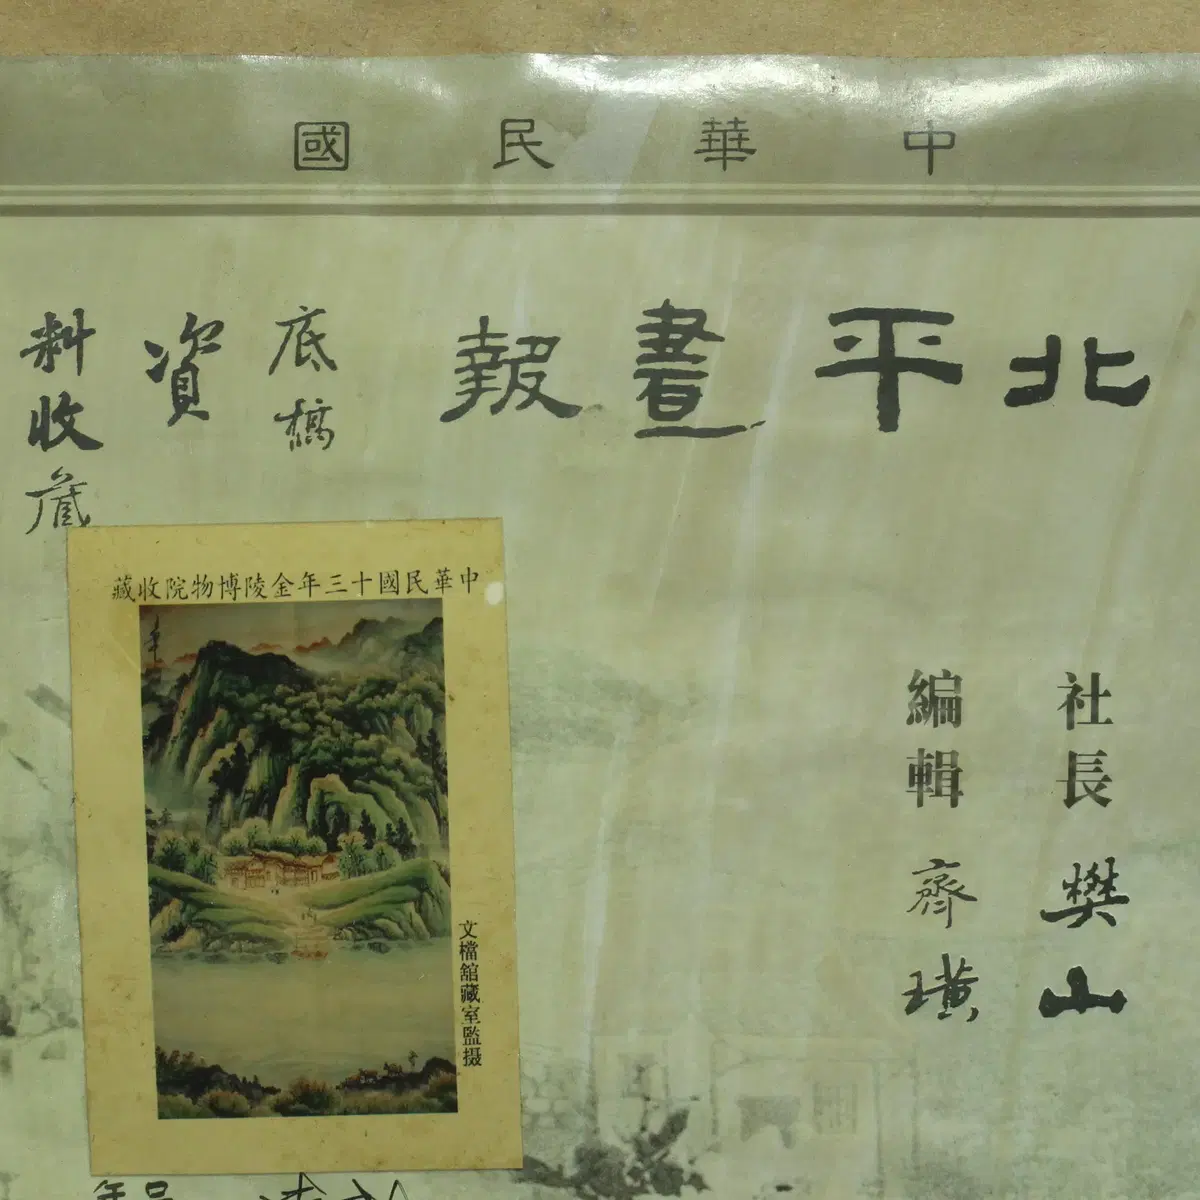 中華民國
北平畫報
底稿
資
料收藏
社長 樊山
編輯 齊璜
中華民國十三年金陵博物院收藏
文檔舘藏室監摄